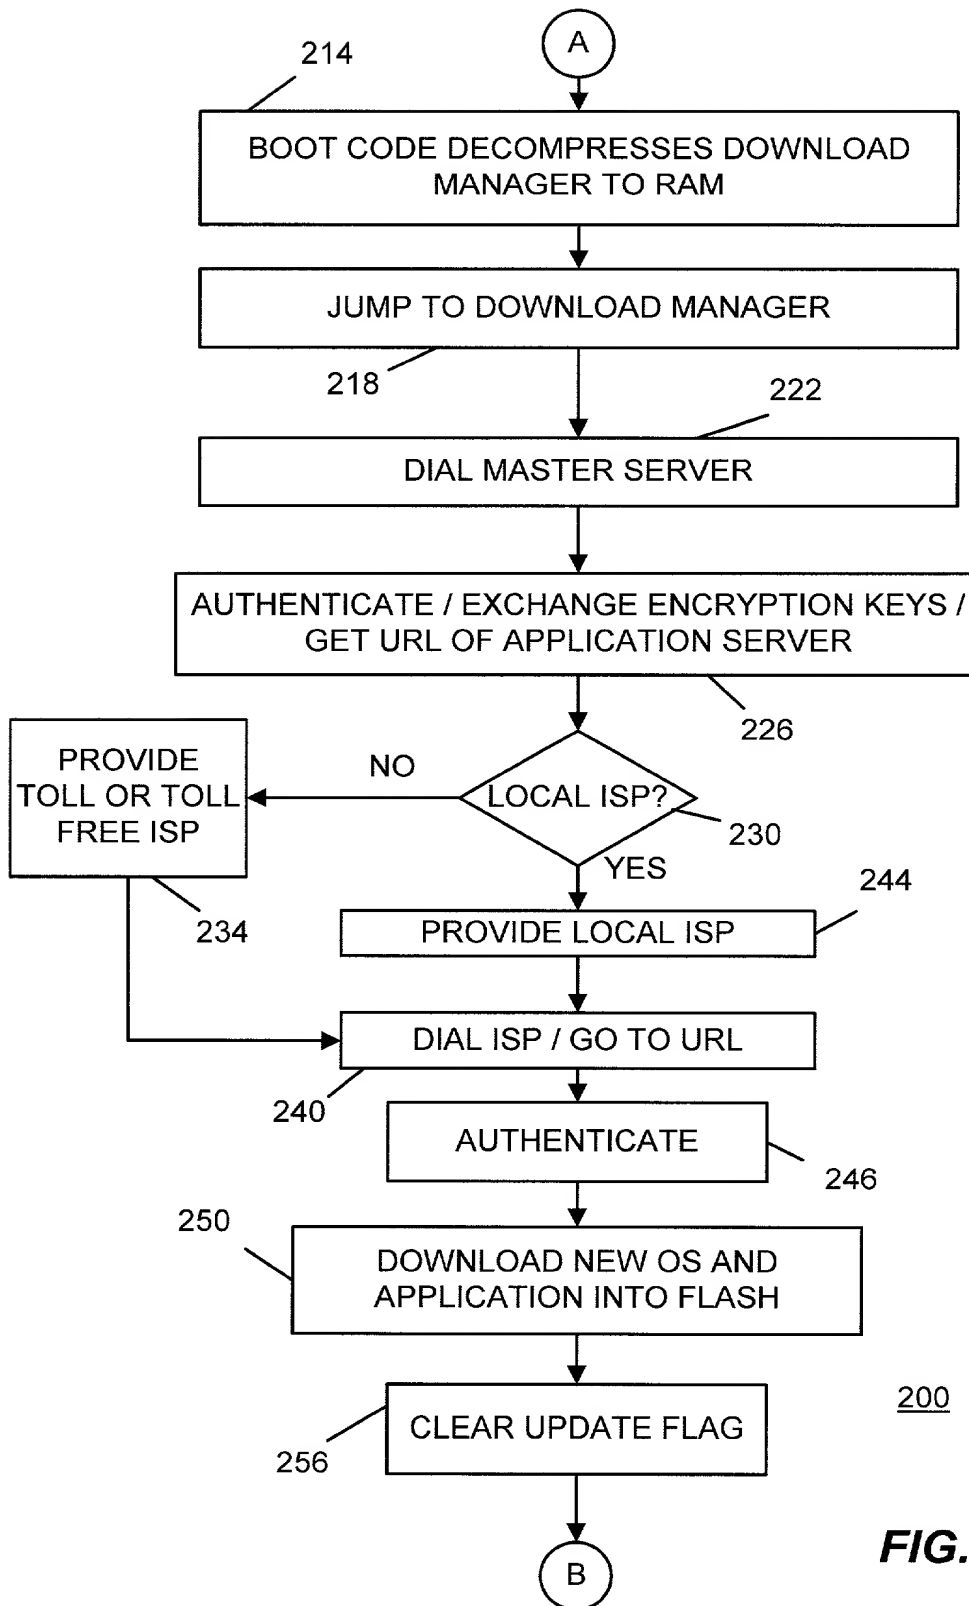 A
214
BOOT CODE DECOMPRESSES DOWNLOAD
MANAGER TO RAM
JUMP TO DOWNLOAD MANAGER
218
222
DIAL MASTER SERVER
AUTHENTICATE / EXCHANGE ENCRYPTION KEYS /
GET URL OF APPLICATION SERVER
226
PROVIDE
TOLL OR TOLL
FREE ISP
NO
LOCAL ISP?
230
YES
234
244
PROVIDE LOCAL ISP
DIAL ISP / GO TO URL
240
AUTHENTICATE
246
250
DOWNLOAD NEW OS AND
APPLICATION INTO FLASH
200
CLEAR UPDATE FLAG
256
B
FIG.